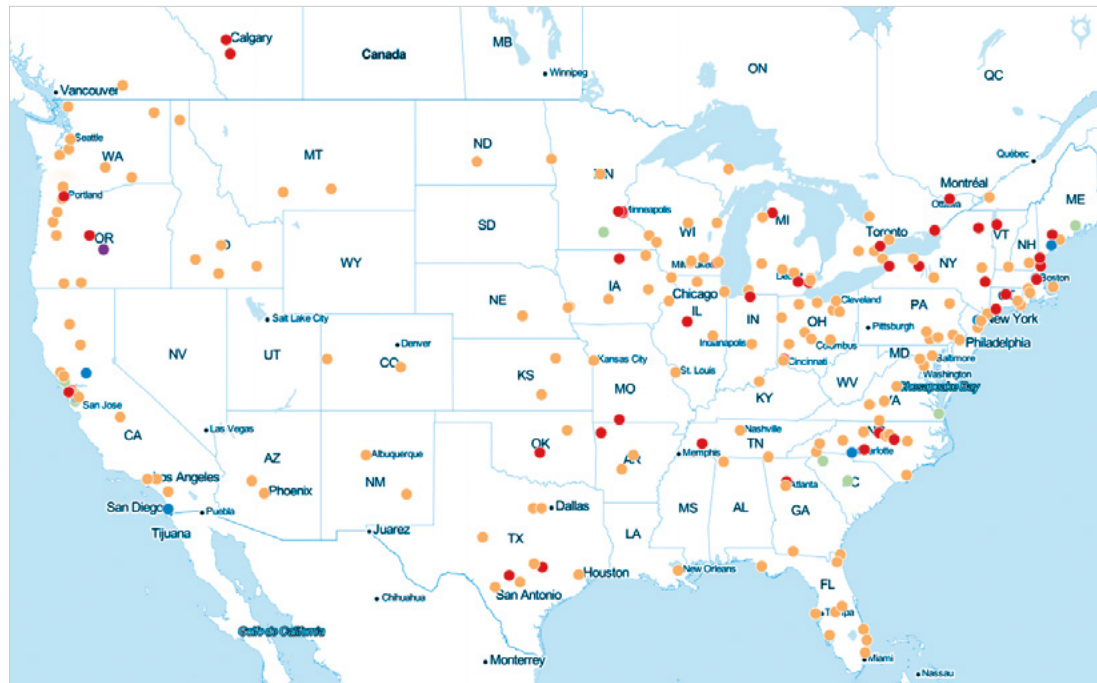 Calgary
Canada
MB
ON
QC
Vancouver
Winnipeg
Seattle
WA
MT
ND
Québec
Montréal
ME
Portland
Minneapolis
Ottawa
OR
SD
WI
MI
Toronto
VT
NH
WY
NY
Boston
IA
Chicago
Cleveland
NE
IL
IN
OH
PA
New York
Salt Lake City
Pittsburgh
Philadelphia
NV
UT
Denver
Indianapolis
Columbus
MD
Baltimore
CO
Kansas City
Cincinnati
Washington
KS
St. Louis
WV
Chesapeake Bay
San Jose
MO
KY
VA
CA
Las Vegas
Nashville
OK
TN
Los Angeles
AZ
Albuquerque
Memphis
AR
Phoenix
NM
Atlanta
San Diego
Puebla
Dallas
MS
AL
GA
Tijuana
Juarez
TX
LA
Houston
New Orleans
San Antonio
FL
Chihuahua
Golfo de California
Monterrey
Miami
Nassau